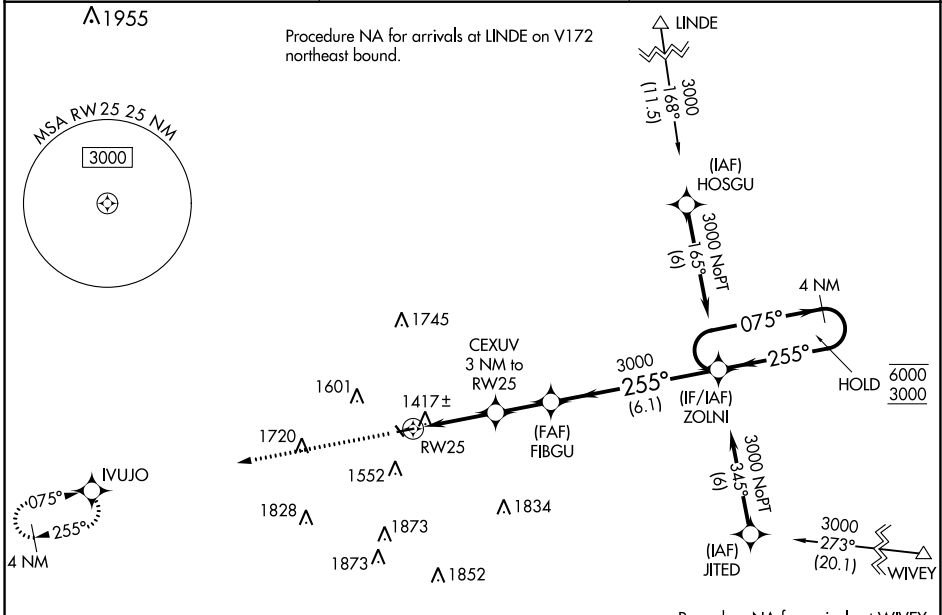 1955
Procedure NA for arrivals at LINDE on V172
northeast bound.
LINDE
3000
168°
(11.5)
MSA RW25 25 NM
3000
(IAF)
HOSGU
3000 NoPT
165°
(6)
4 NM
075°
255°
HOLD
6000
3000
1745
CEXUV
3 NM to
RW25
3000
255°
(6.1)
(IF/IAF)
ZOLNI
1601
1417±
(FAF)
FIBGU
RW25
1720
1552
IVUJO
075°
255°
4 NM
1828
1834
1873
1873
1852
3000 NoPT
345°
(6)
(IAF)
JITED
3000
273°
(20.1)
WIVEY